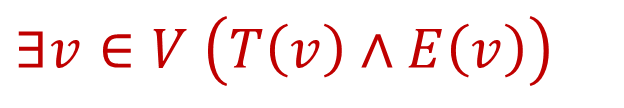 ∃𝑣 ∈ 𝑉 (𝑇(𝑣) ∧ 𝐸(𝑣))